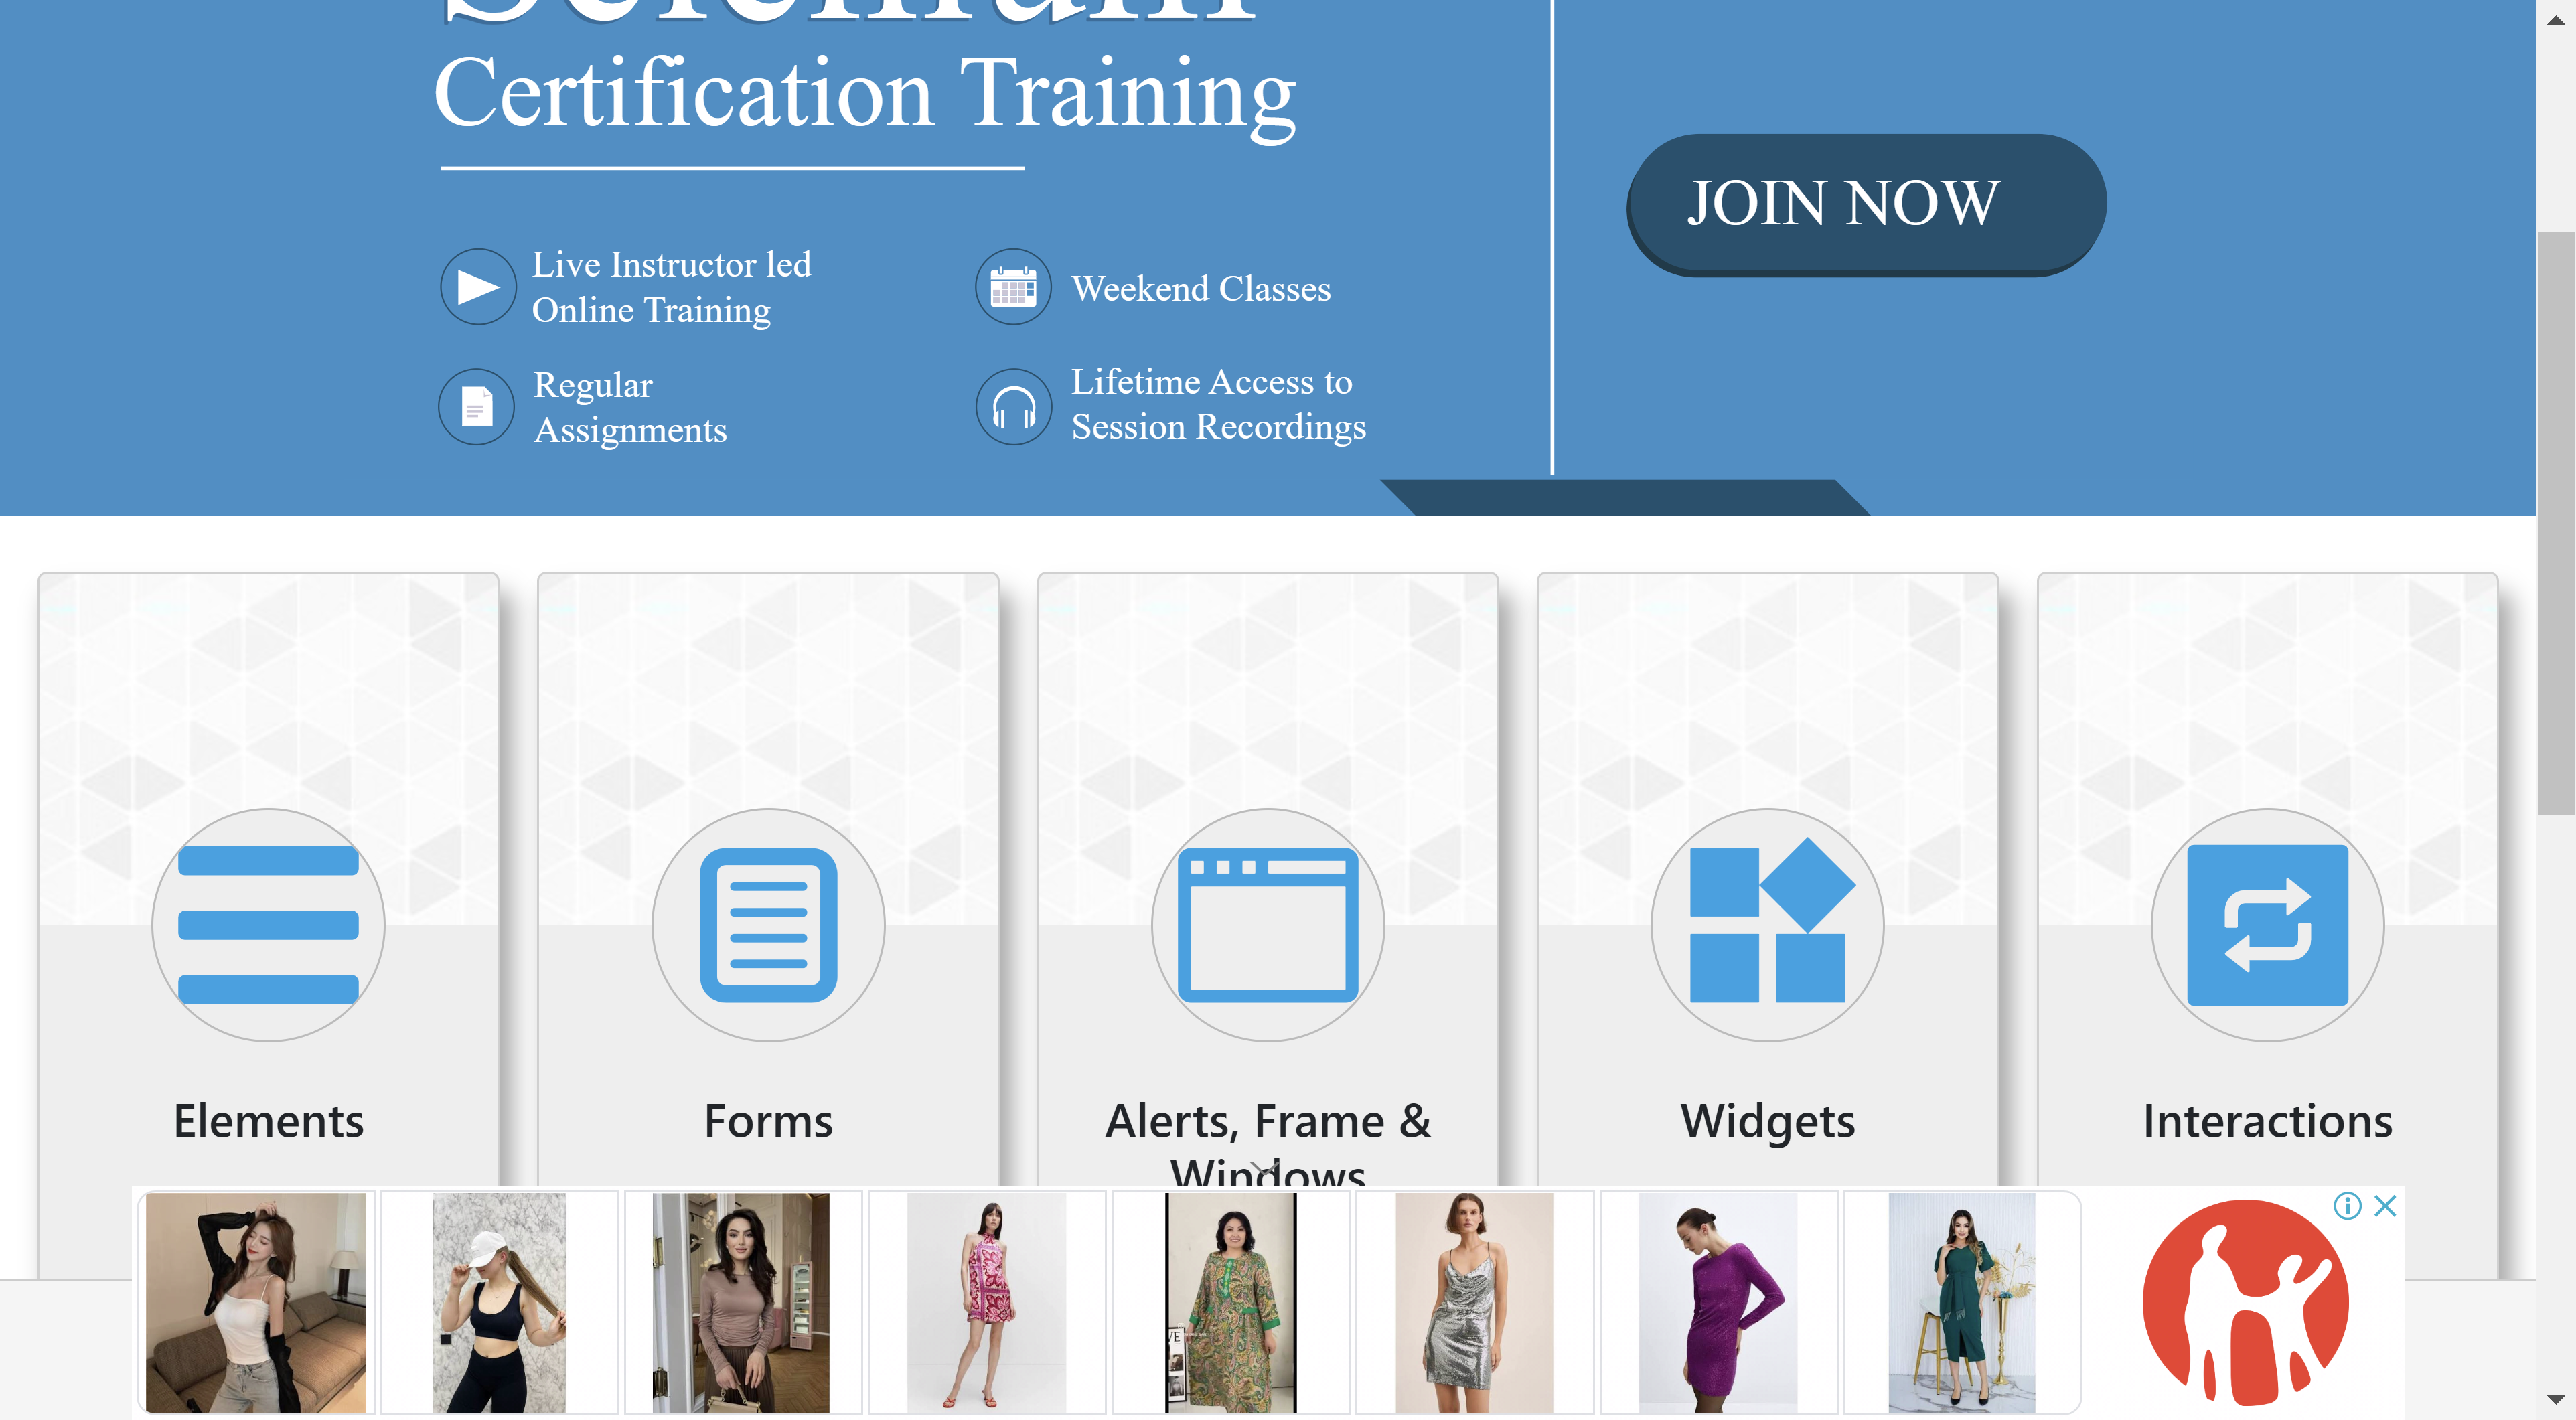 Selenium
Certification Training
JOIN NOW
Live Instructor led
Online Training
Weekend Classes
Regular
Assignments
Lifetime Access to
Session Recordings
Elements
Forms
Alerts, Frame &
Windows
Widgets
Interactions